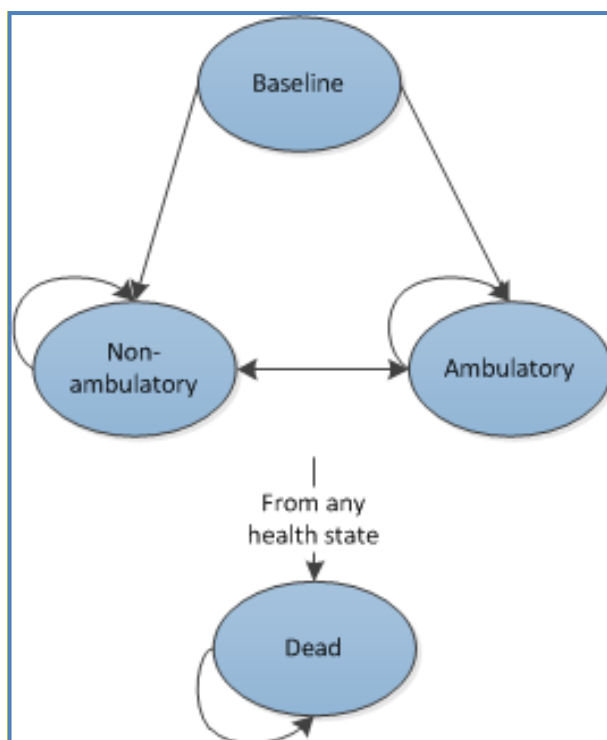 Baseline
Non-
ambulatory
Ambulatory
From any
health state
Dead